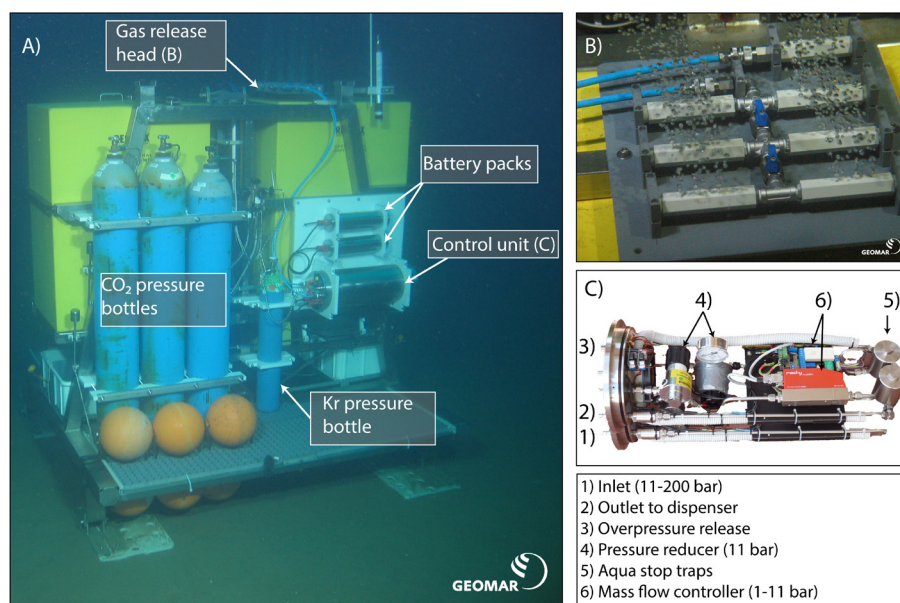 A)
Gas release
head (B)
Battery packs
Control unit (C)
CO₂ pressure
bottles
Kr pressure
bottle
GEOMAR
B)
GEOMAR
C)
4)
6)
5)
3)
2)
1)
1) Inlet (11-200 bar)
2) Outlet to dispenser
3) Overpressure release
4) Pressure reducer (11 bar)
5) Aqua stop traps
6) Mass flow controller (1-11 bar)